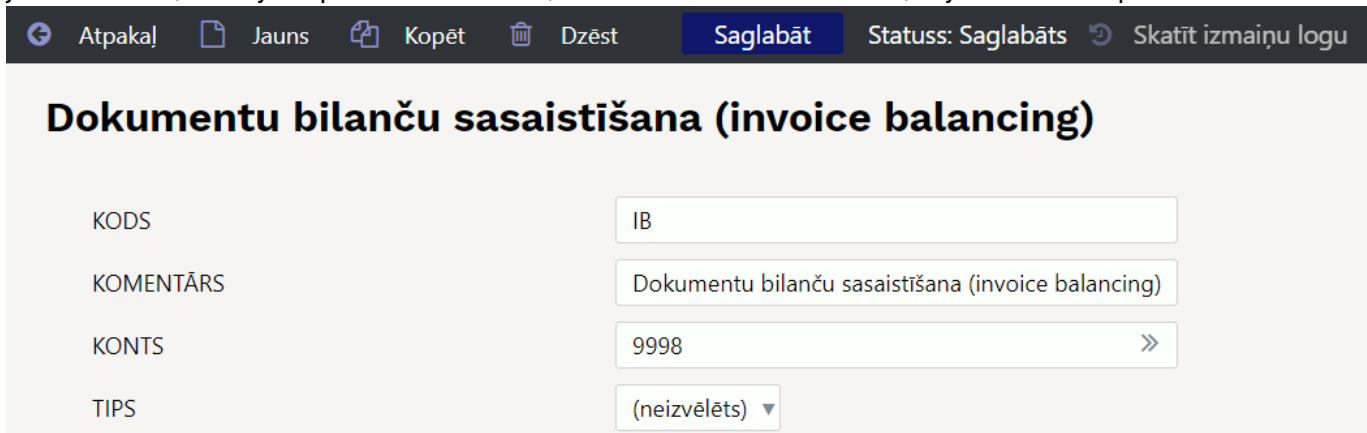 Atpakaļ Jauns Kopēt Dzēst Saglabāt Statuss: Saglabāts Skatīt izmaiņu logu
Dokumentu bilanču sasaistīšana (invoice balancing)
KODS IB
KOMENTĀRS Dokumentu bilanču sasaistīšana (invoice balancing)
KONTS 9998
TIPS (neizvēlēts)